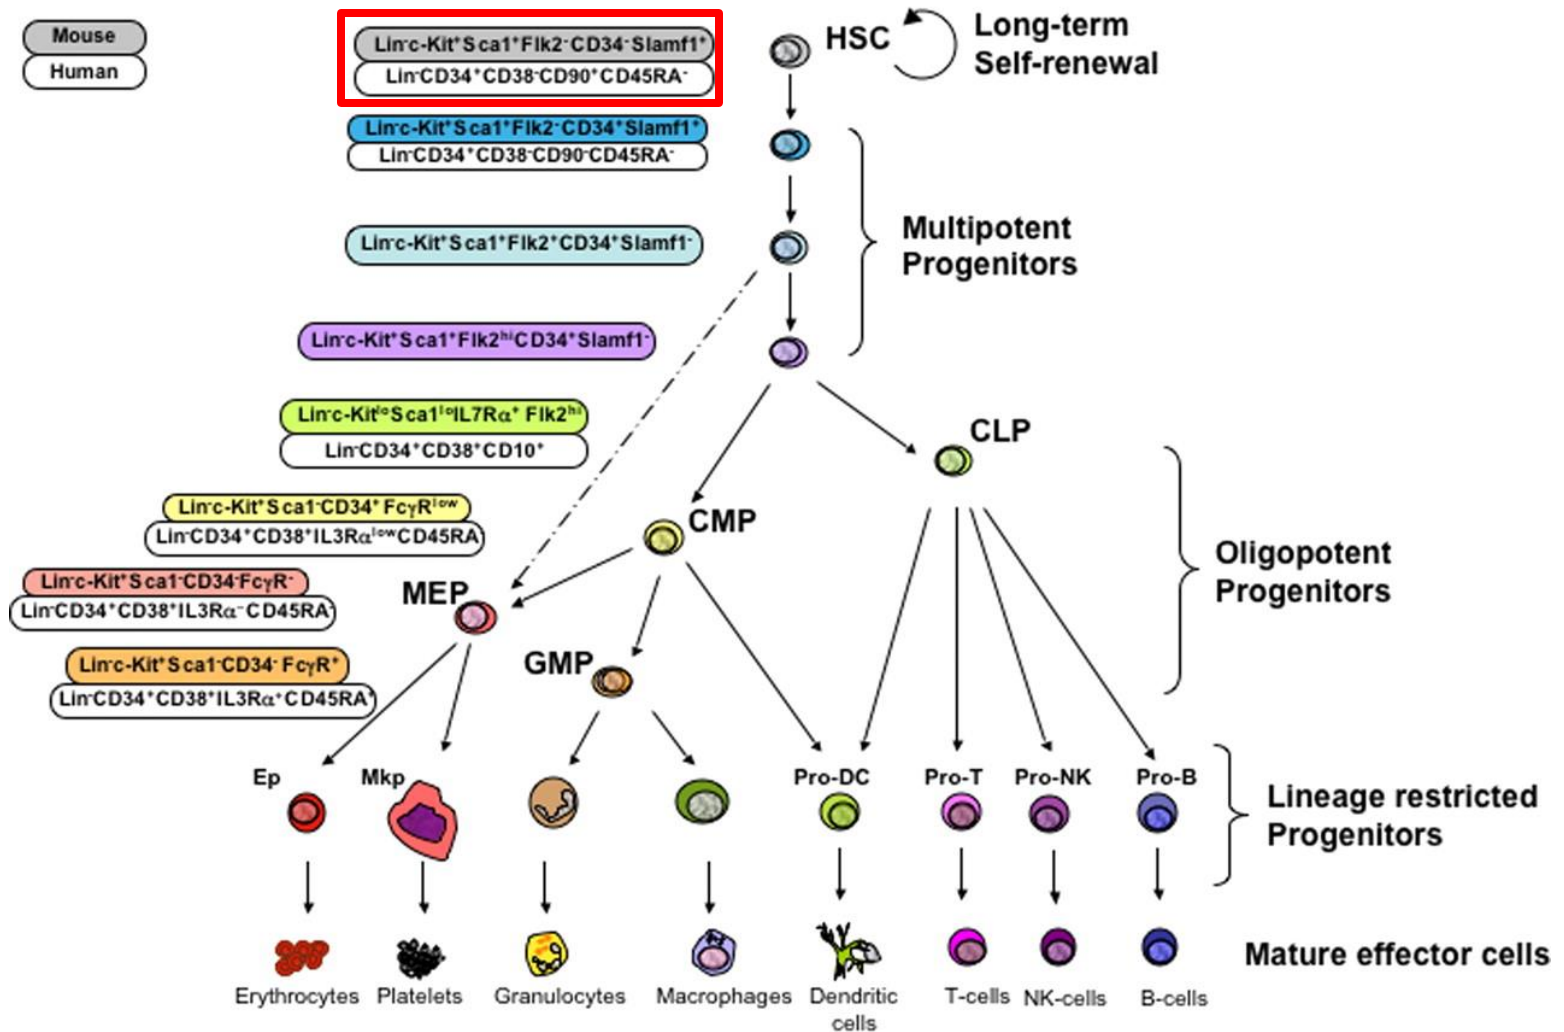 Mouse
Human
Lin⁻c-Kit⁺Sca1⁺Flk2⁻CD34⁻Slamf1⁺
Lin⁻CD34⁺CD38⁻CD90⁺CD45RA⁻
HSC
Long-term
Self-renewal
Lin⁻c-Kit⁺Sca1⁺Flk2⁻CD34⁺Slamf1⁺
Lin⁻CD34⁺CD38⁻CD90⁻CD45RA⁻
Lin⁻c-Kit⁺Sca1⁺Flk2⁺CD34⁺Slamf1⁻
Multipotent
Progenitors
Lin⁻c-Kit⁺Sca1⁺Flk2ʰⁱCD34⁺Slamf1⁻
Lin⁻c-KitˡᵒSca1ˡᵒIL7Rα⁺ Flk2ʰⁱ
Lin⁻CD34⁺CD38⁺CD10⁺
CLP
Lin⁻c-Kit⁺Sca1⁻CD34⁺FcγRˡᵒʷ
Lin⁻CD34⁺CD38⁺IL3RαˡᵒʷCD45RA
CMP
Lin⁻c-Kit⁺Sca1⁻CD34⁻FcγR⁻
Lin⁻CD34⁺CD38⁺IL3Rα⁻CD45RA⁻
MEP
Oligopotent
Progenitors
Lin⁻c-Kit⁺Sca1⁻CD34⁻FcγR⁺
Lin⁻CD34⁺CD38⁺IL3Rα⁺CD45RA⁺
GMP
Ep
Mkp
Pro-DC
Pro-T
Pro-NK
Pro-B
Lineage restricted
Progenitors
Mature effector cells
Erythrocytes
Platelets
Granulocytes
Macrophages
Dendritic
cells
T-cells
NK-cells
B-cells